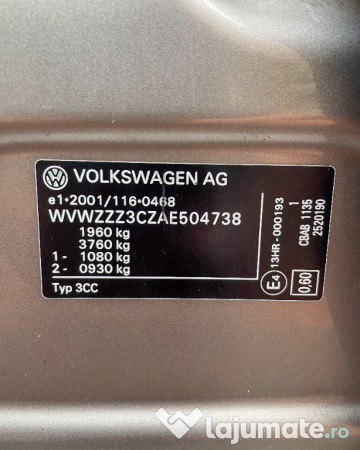 VOLKSWAGEN AG
e1*2001/116*0468
WVWZZZ3CZAE504738
1960 kg
3760 kg
1 - 1080 kg
2 - 0930 kg
Typ 3CC
E4
13HR-000193
CBAB 1135
1
2520190
0,60
lajumate.ro